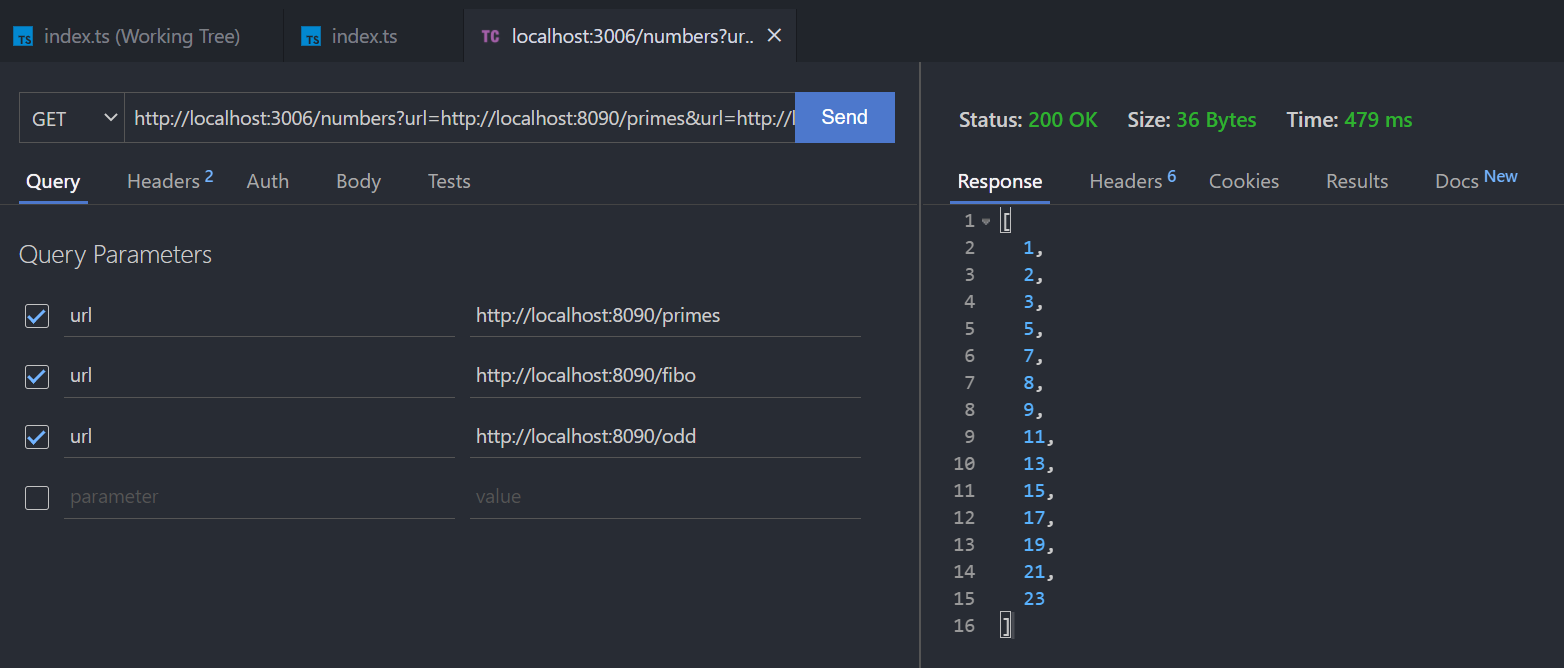 TS index.ts (Working Tree) TS index.ts TC localhost:3006/numbers?ur.. ×
GET http://localhost:3006/numbers?url=http://localhost:8090/primes&url=http://l Send
Query Headers 2 Auth Body Tests
Query Parameters
url http://localhost:8090/primes
url http://localhost:8090/fibo
url http://localhost:8090/odd
parameter value
Status: 200 OK Size: 36 Bytes Time: 479 ms
Response Headers 6 Cookies Results Docs New
1 [
2 1,
3 2,
4 3,
5 5,
6 7,
7 8,
8 9,
9 11,
10 13,
11 15,
12 17,
13 19,
14 21,
15 23
16 ]